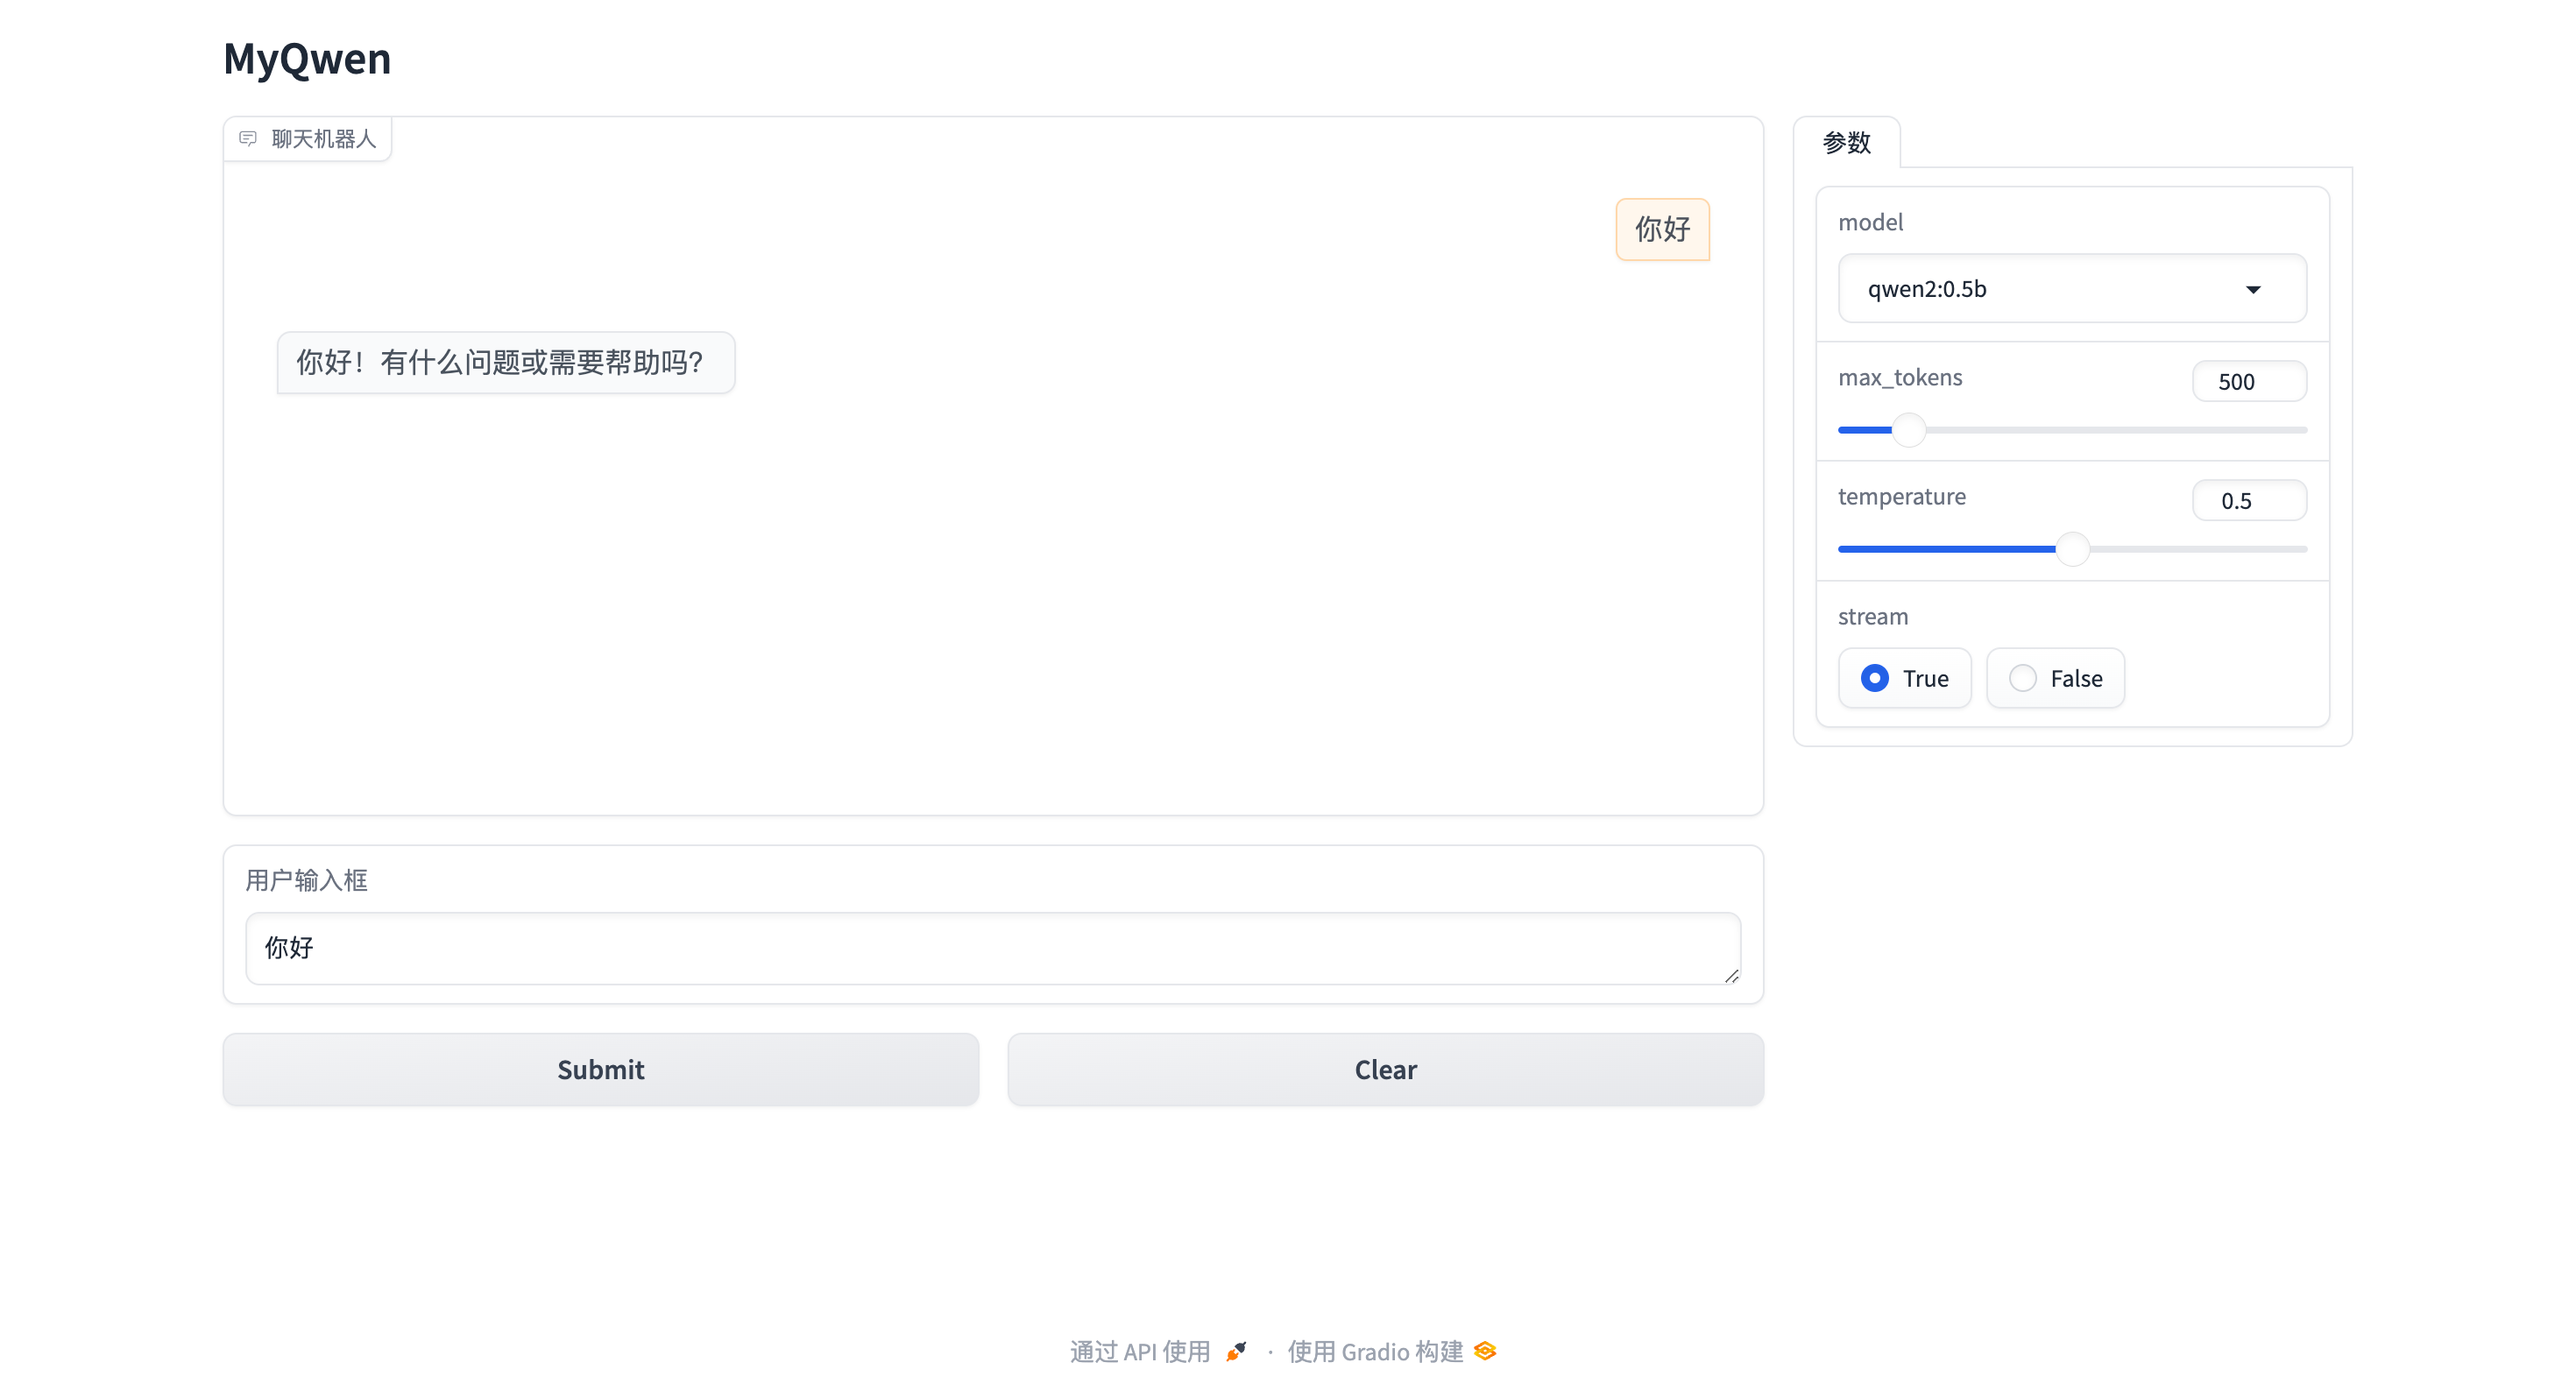 MyQwen
聊天机器人
你好
你好！有什么问题或需要帮助吗？
用户输入框
你好
Submit
Clear
参数
model
qwen2:0.5b
max_tokens
500
temperature
0.5
stream
True
False
通过 API 使用 · 使用 Gradio 构建